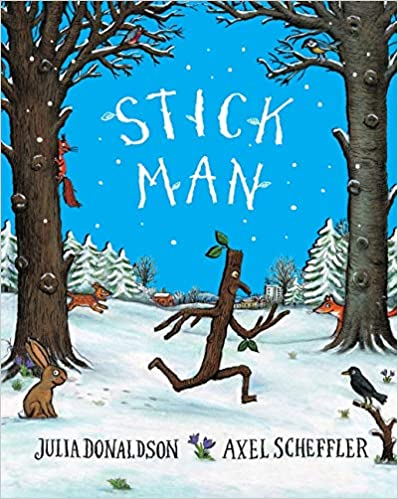 STICK
MAN
JULIA DONALDSON AXEL SCHEFFLER